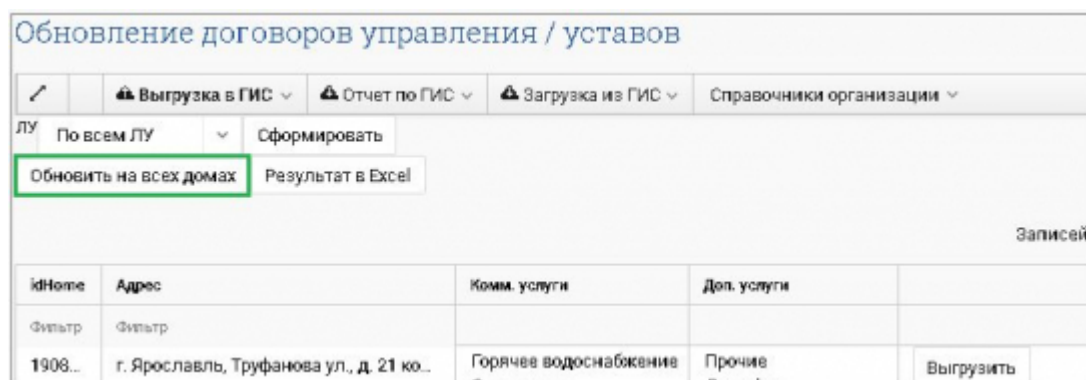 Обновление договоров управления / уставов
Выгрузка в ГИС Отчет по ГИС Загрузка из ГИС Справочники организации
ЛУ По всем ЛУ Сформировать
Обновить на всех домах Результат в Excel
Записей
idHome Адрес Комм. услуги Доп. услуги
Фильтр Фильтр
1908... г. Ярославль, Труфанова ул., д. 21 ко... Горячее водоснабжение Прочие Выгрузить